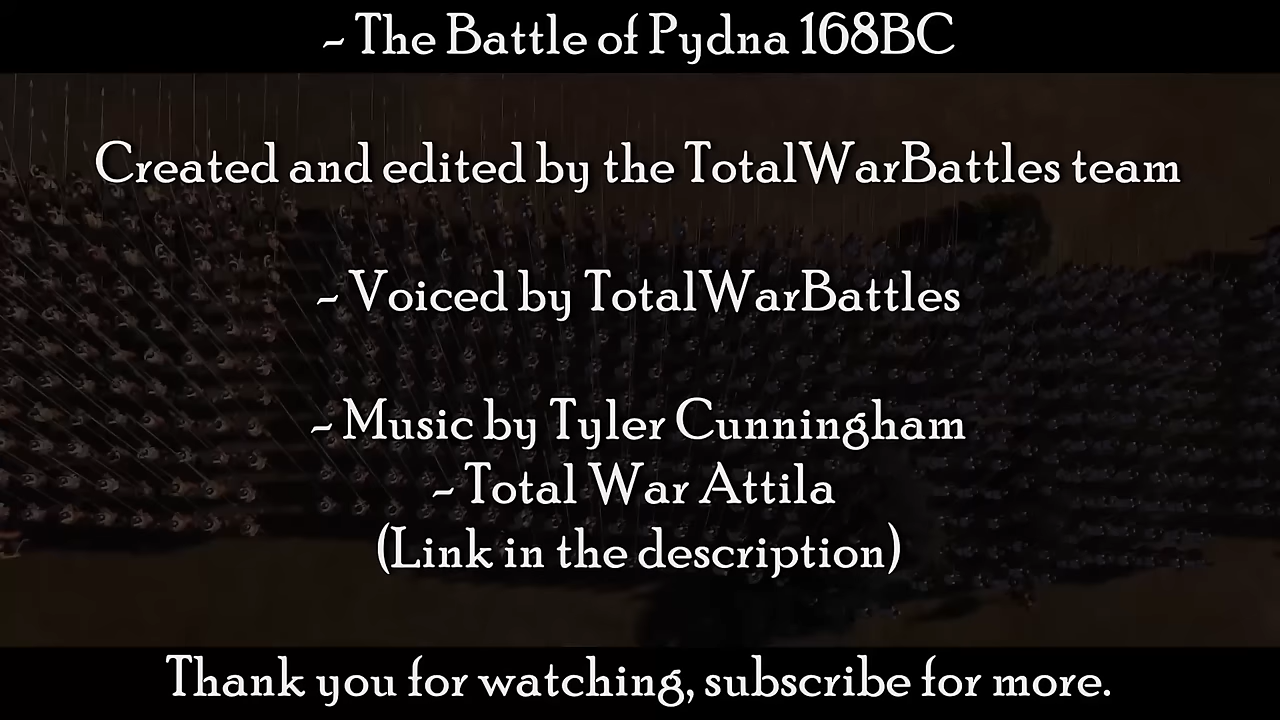 ~ The Battle of Pydna 168BC
Created and edited by the TotalWarBattles team
~ Voiced by TotalWarBattles
~ Music by Tyler Cunningham
~ Total War Attila
(Link in the description)
Thank you for watching, subscribe for more.